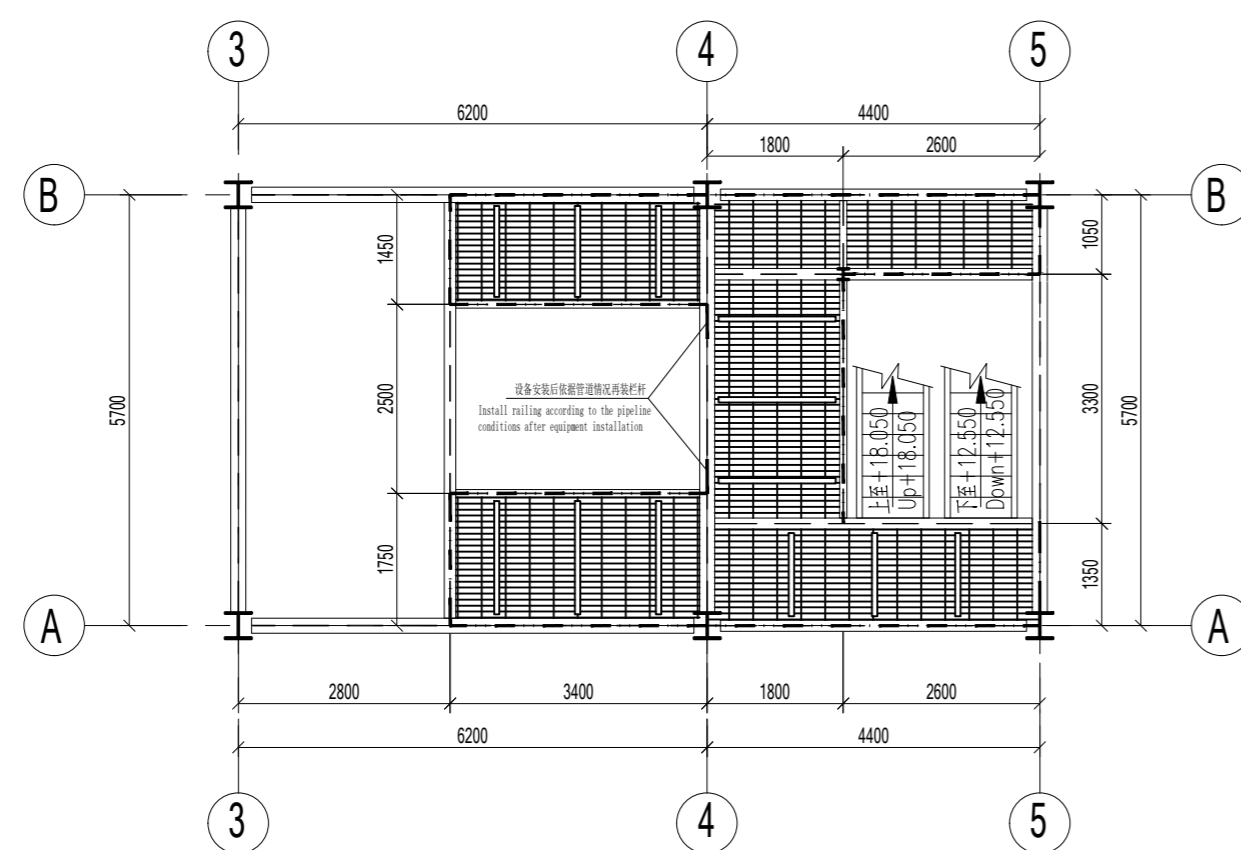 3
4
5
6200
4400
1800
2600
B
B
1450
2500
1750
5700
1050
3300
1350
5700
设备安装后依据管道情况再装栏杆
Install railing according to the pipeline
conditions after equipment installation
上至+18.050
Up+18.050
下至+12.550
Down+12.550
A
A
2800
3400
1800
2600
6200
4400
3
4
5